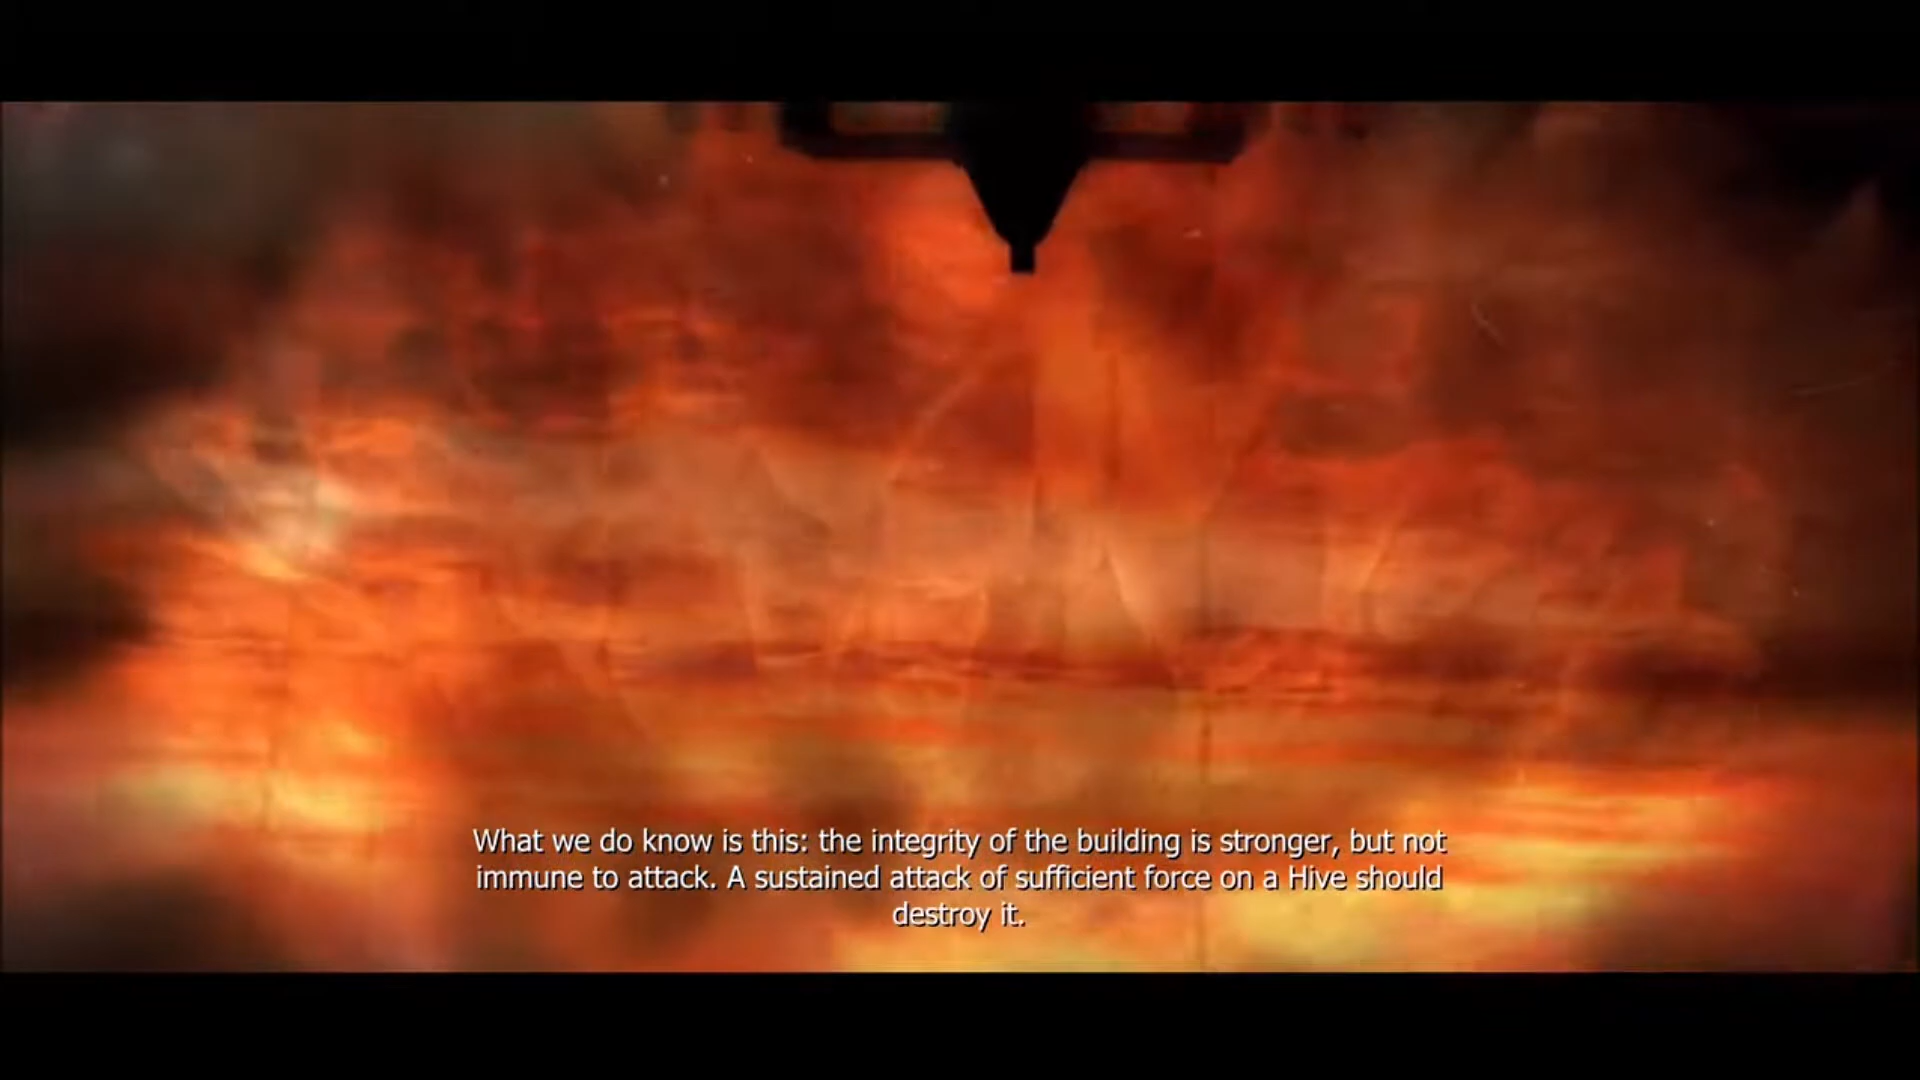 What we do know is this: the integrity of the building is stronger, but not
immune to attack. A sustained attack of sufficient force on a Hive should
destroy it.